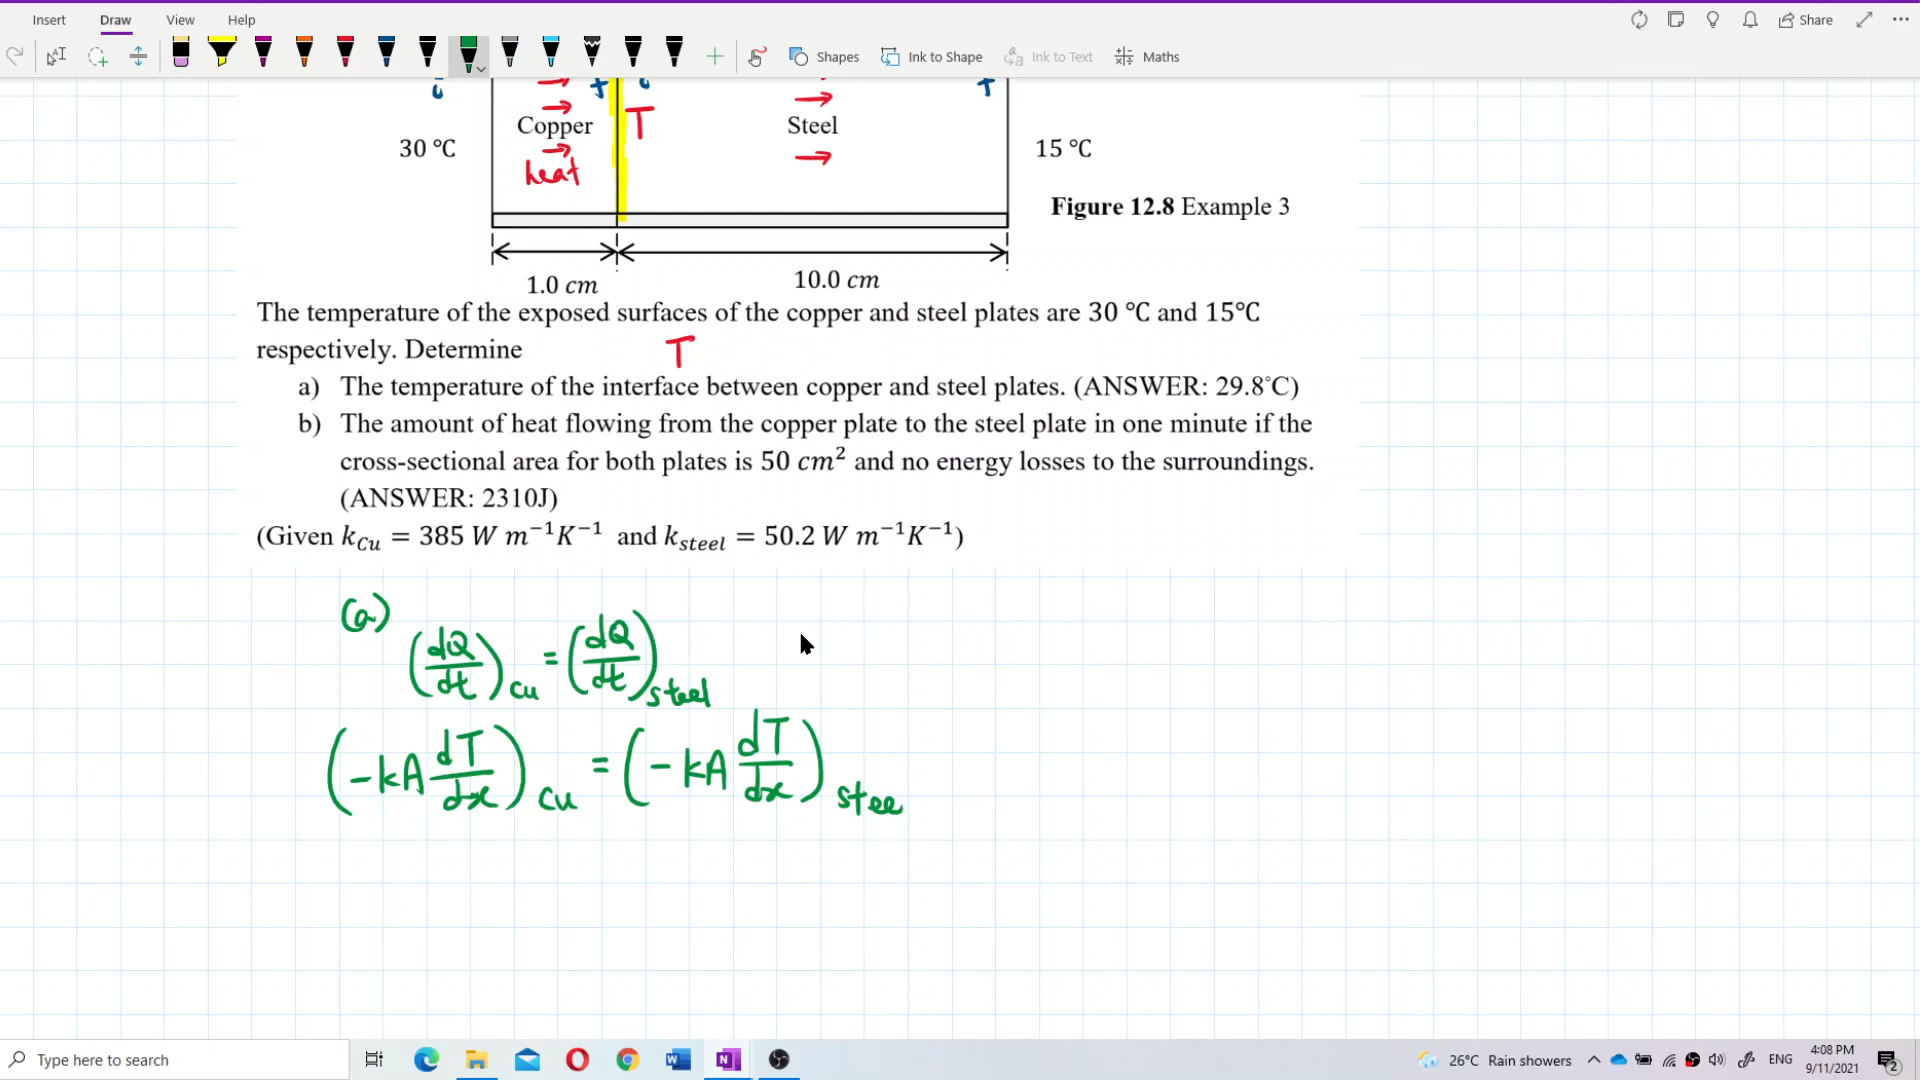 Insert Draw View Help
Share
Shapes Ink to Shape Ink to Text Maths
T
Copper Steel
30 °C 15 °C
heat
Figure 12.8 Example 3
1.0 cm 10.0 cm
The temperature of the exposed surfaces of the copper and steel plates are 30 °C and 15°C
respectively. Determine
T
a) The temperature of the interface between copper and steel plates. (ANSWER: 29.8°C)
b) The amount of heat flowing from the copper plate to the steel plate in one minute if the
cross-sectional area for both plates is 50 cm² and no energy losses to the surroundings.
(ANSWER: 2310J)
(Given k_Cu = 385 W m⁻¹K⁻¹ and k_steel = 50.2 W m⁻¹K⁻¹)
(a)
(dQ/dt)cu = (dQ/dt)steel
(-kA dT/dx)cu = (-kA dT/dx)stee
Type here to search
26°C Rain showers
ENG
4:08 PM
9/11/2021
2